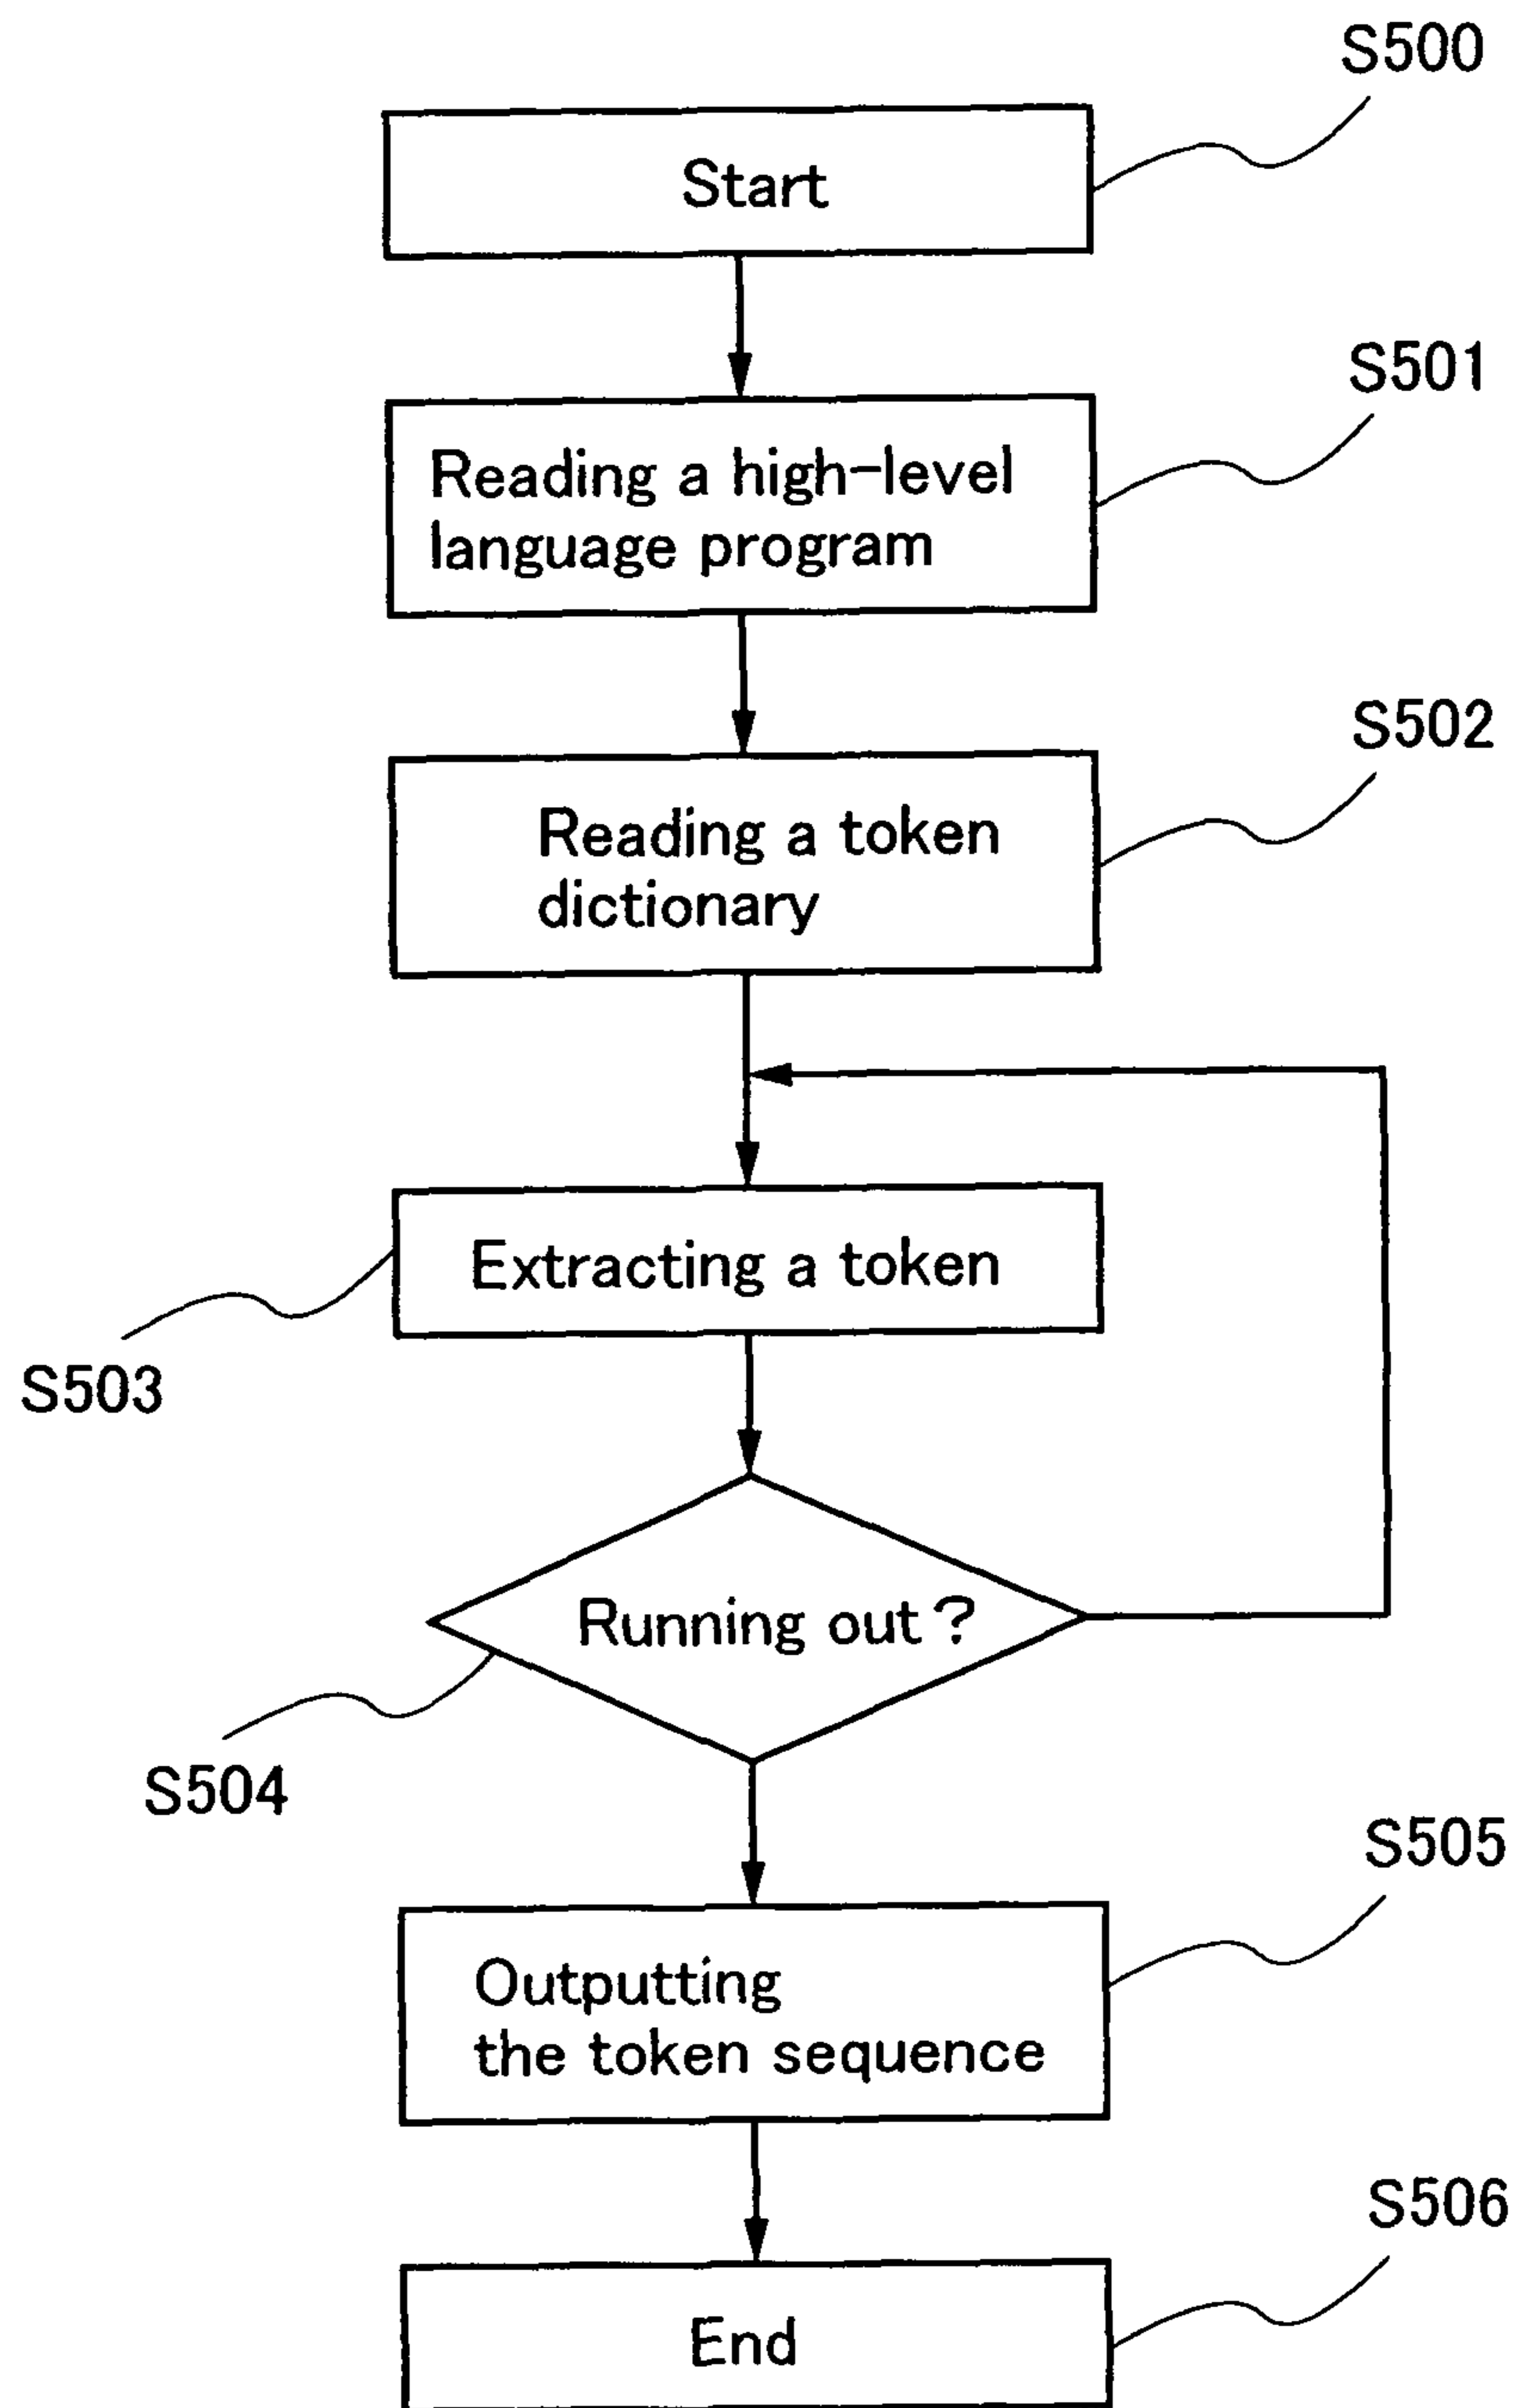 S500
Start
S501
Reading a high-level
language program
S502
Reading a token
dictionary
Extracting a token
S503
Running out?
S504
S505
Outputting
the token sequence
S506
End